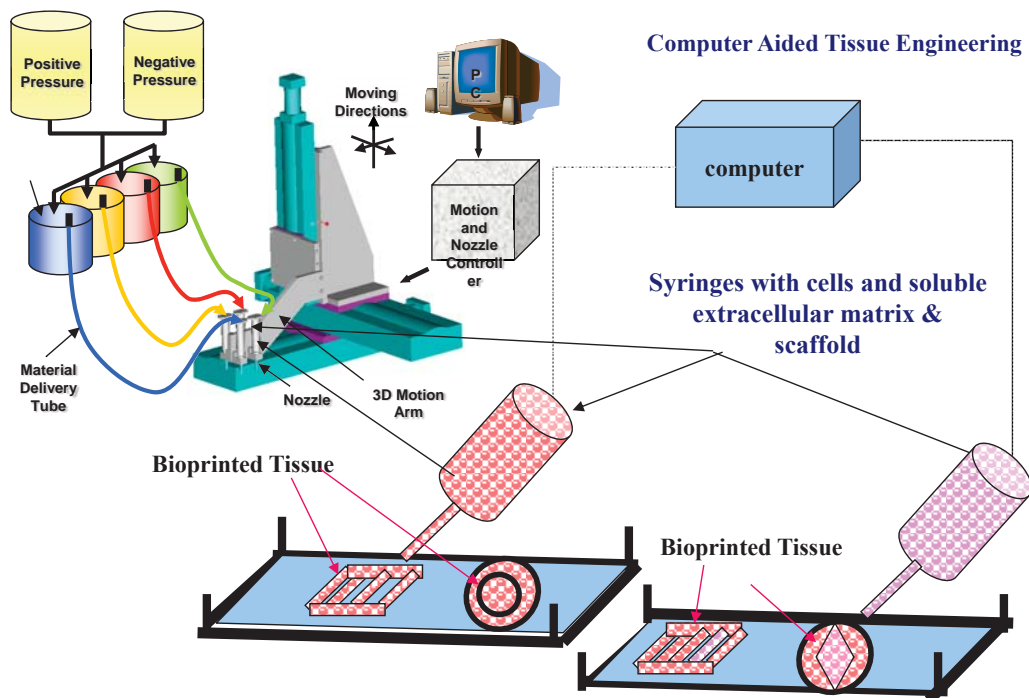 Positive
Pressure
Negative
Pressure
Moving
Directions
P
C
Computer Aided Tissue Engineering
computer
Motion
and
Nozzle
Controll
er
Syringes with cells and soluble
extracellular matrix &
scaffold
Material
Delivery
Tube
Nozzle
3D Motion
Arm
Bioprinted Tissue
Bioprinted Tissue